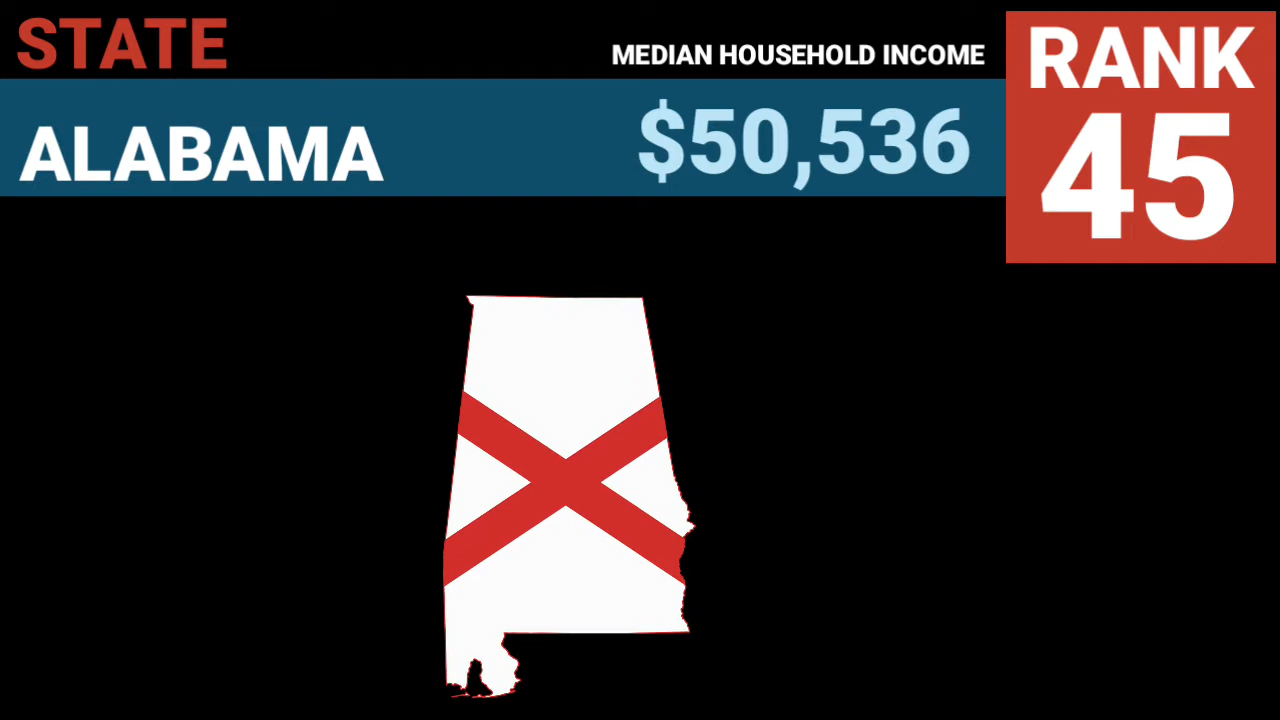 STATE
MEDIAN HOUSEHOLD INCOME
RANK
ALABAMA
$50,536
45